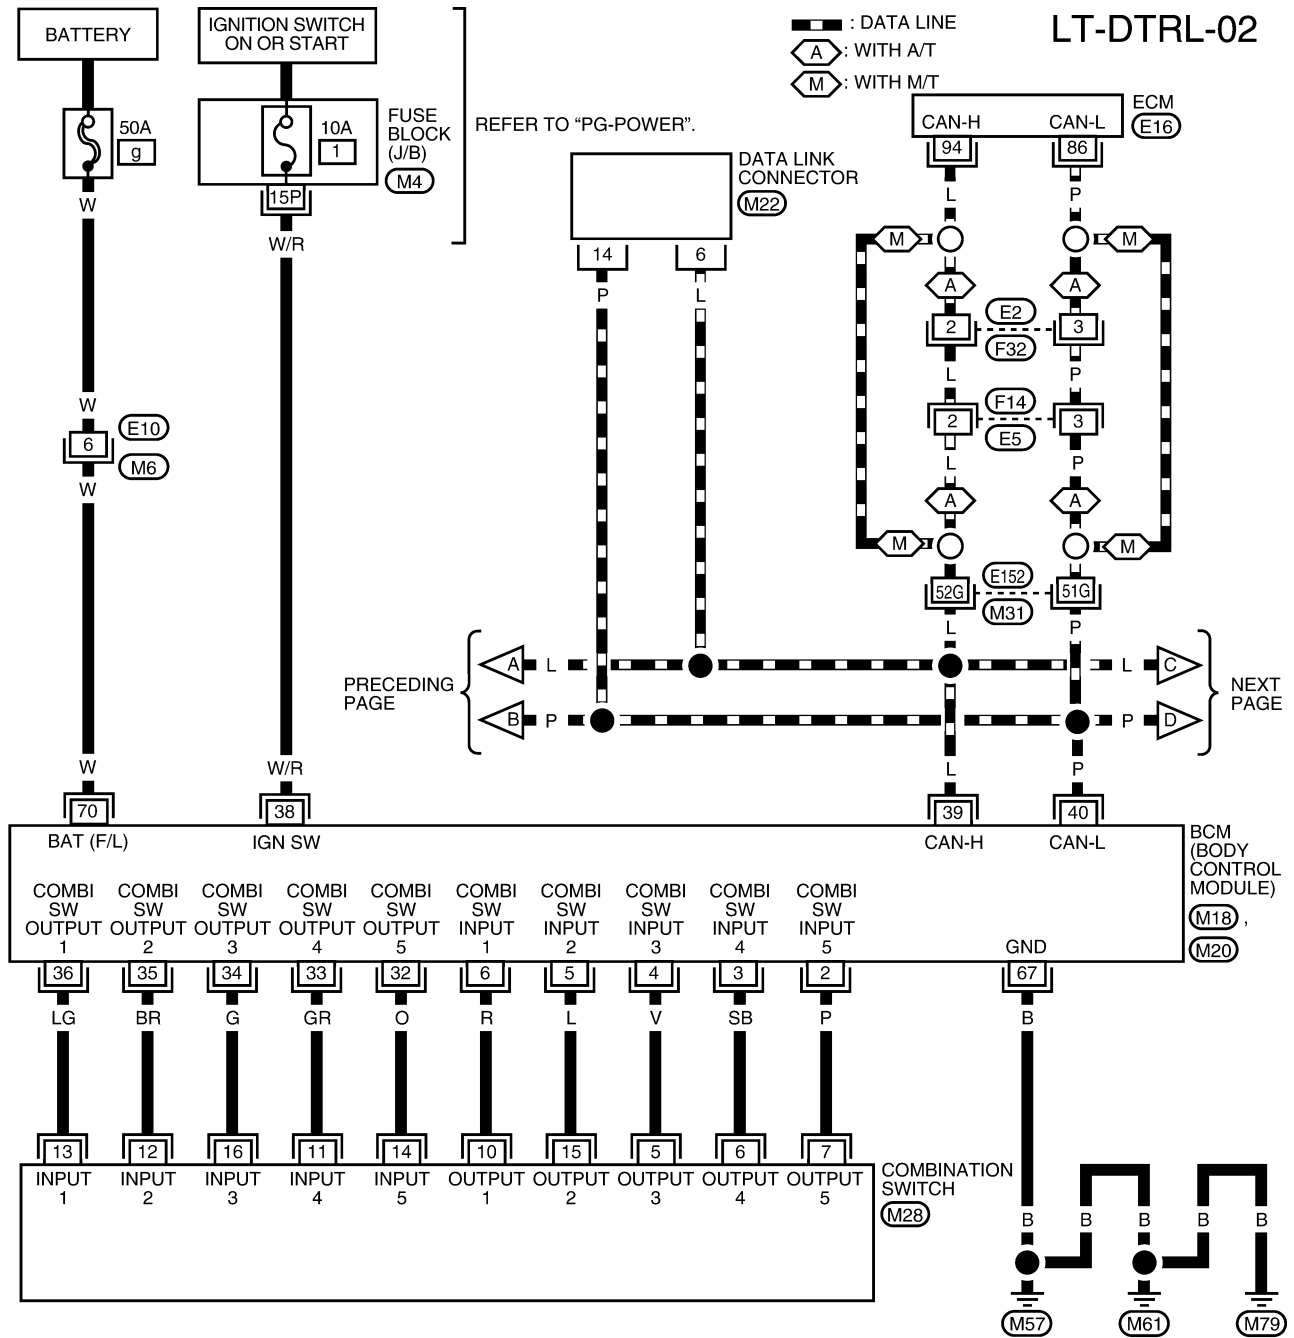 BATTERY
IGNITION SWITCH
ON OR START
: DATA LINE
A : WITH A/T
M : WITH M/T
LT-DTRL-02
50A
g
10A
1
FUSE
BLOCK
(J/B)
M4
REFER TO “PG-POWER”.
15P
W
W/R
DATA LINK
CONNECTOR
M22
14 6
P L
ECM
E16
CAN-H CAN-L
94 86
L P
M M
A A
2 E2 3
F32
L P
2 F14 3
E5
L P
A A
M M
52G E152 51G
M31
L P
W
6 E10
M6
W
PRECEDING
PAGE
A L L C
B P P D
NEXT
PAGE
W W/R L P
70 38 39 40
BAT (F/L) IGN SW CAN-H CAN-L
BCM
(BODY
CONTROL
MODULE)
M18 ,
M20
COMBI COMBI COMBI COMBI COMBI COMBI COMBI COMBI COMBI COMBI
SW SW SW SW SW SW SW SW SW SW
OUTPUT OUTPUT OUTPUT OUTPUT OUTPUT INPUT INPUT INPUT INPUT INPUT
1 2 3 4 5 1 2 3 4 5
GND
36 35 34 33 32 6 5 4 3 2 67
LG BR G GR O R L V SB P B
13 12 16 11 14 10 15 5 6 7
INPUT INPUT INPUT INPUT INPUT OUTPUT OUTPUT OUTPUT OUTPUT OUTPUT
1 2 3 4 5 1 2 3 4 5
COMBINATION
SWITCH
M28
B B B B B
M57 M61 M79